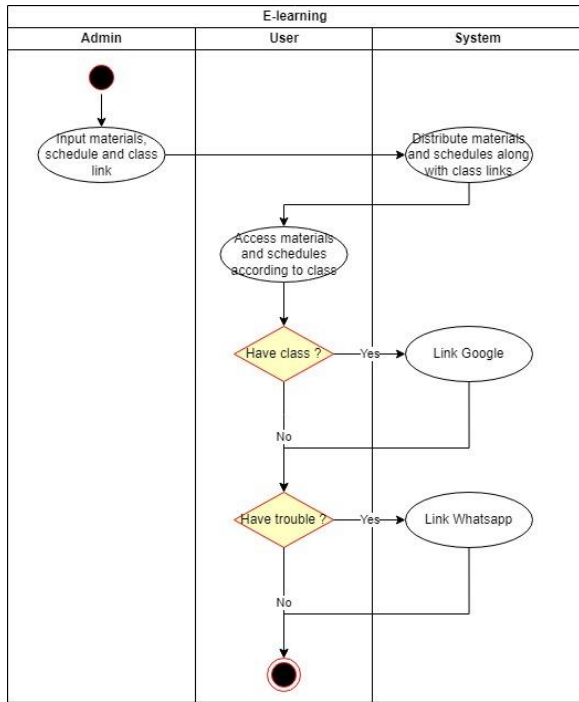 E-learning
Admin
User
System
Input materials,
schedule and class
link
Distribute materials
and schedules along
with class links
Access materials
and schedules
according to class
Have class ?
Yes
Link Google
No
Have trouble ?
Yes
Link Whatsapp
No